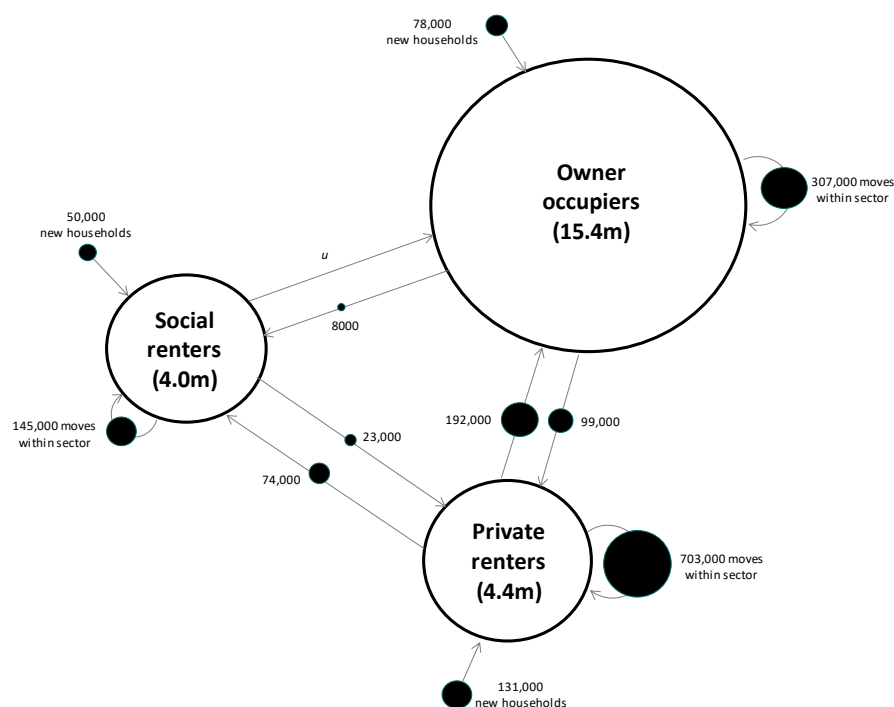 78,000
new households
Owner
occupiers
(15.4m)
307,000 moves
within sector
50,000
new households
u
8000
Social
renters
(4.0m)
145,000 moves
within sector
23,000
74,000
192,000
99,000
Private
renters
(4.4m)
703,000 moves
within sector
131,000
new households